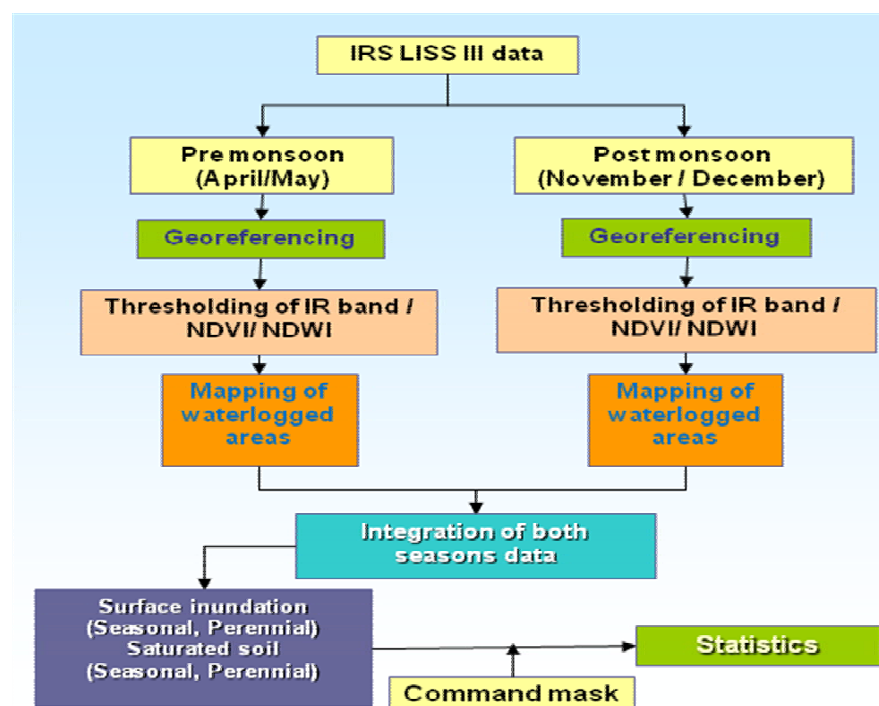 IRS LISS III data
Pre monsoon
(April/May)
Post monsoon
(November / December)
Georeferencing
Georeferencing
Thresholding of IR band /
NDVI/ NDWI
Thresholding of IR band /
NDVI/ NDWI
Mapping of
waterlogged
areas
Mapping of
waterlogged
areas
Integration of both
seasons data
Surface inundation
(Seasonal, Perennial)
Saturated soil
(Seasonal, Perennial)
Statistics
Command mask